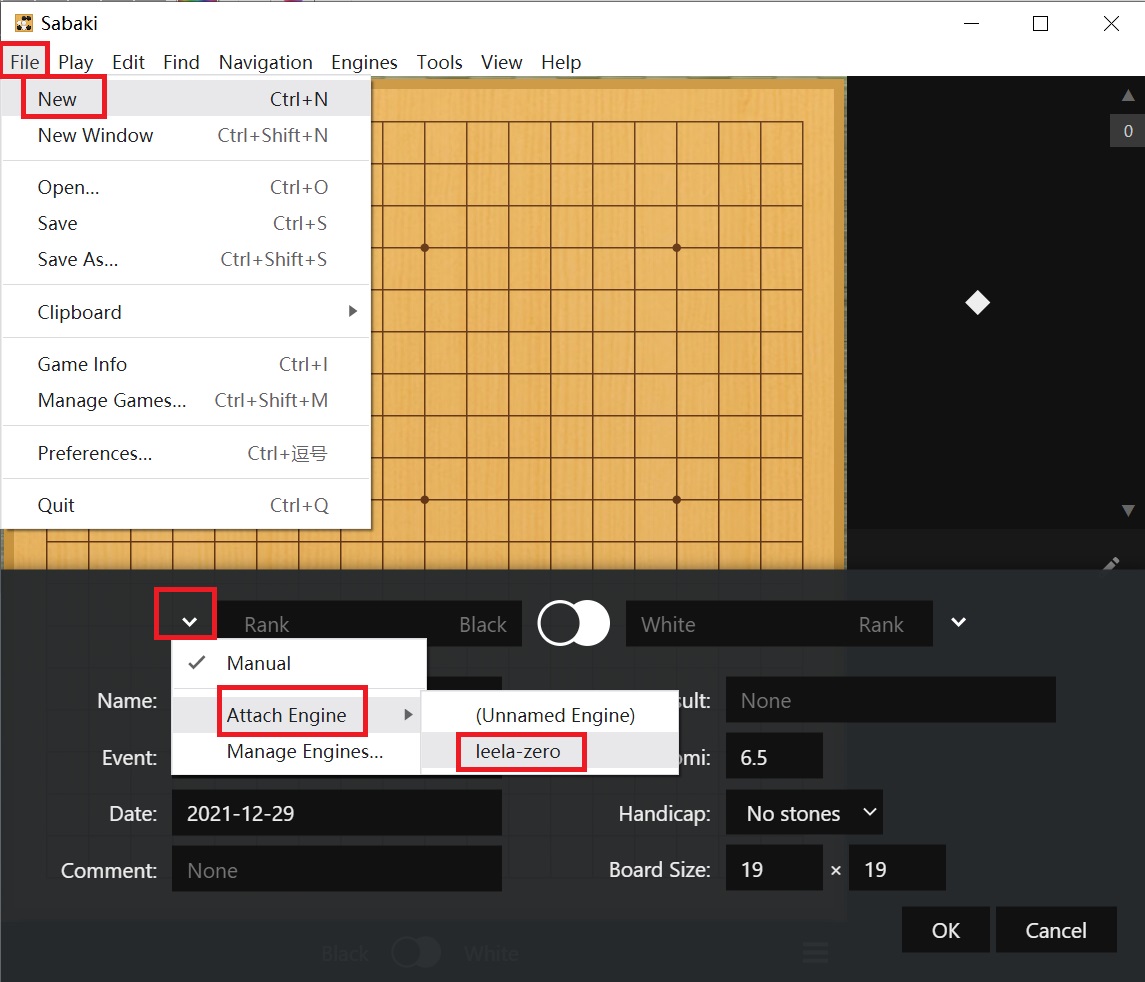 Sabaki
File Play Edit Find Navigation Engines Tools View Help
New Ctrl+N
New Window Ctrl+Shift+N
Open... Ctrl+O
Save Ctrl+S
Save As... Ctrl+Shift+S
Clipboard
Game Info Ctrl+I
Manage Games... Ctrl+Shift+M
Preferences... Ctrl+逗号
Quit Ctrl+Q
0
Rank Black White Rank
Manual
Attach Engine
Manage Engines...
(Unnamed Engine)
leela-zero
Name: ult: None
Event: omi: 6.5
Date: 2021-12-29 Handicap: No stones
Comment: None Board Size: 19 × 19
OK Cancel
Black White